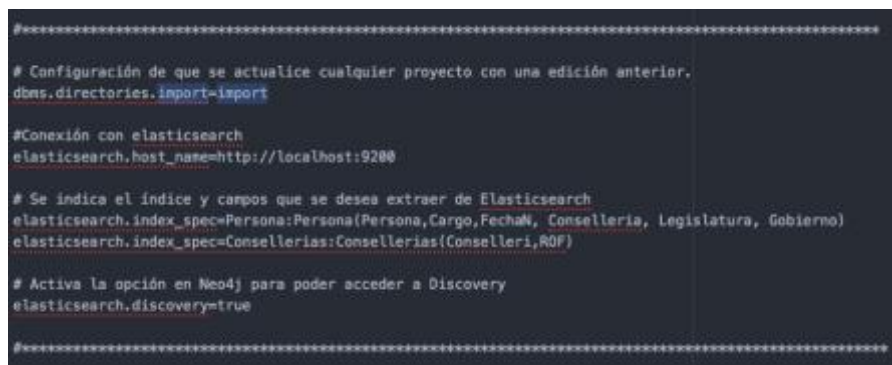 # Configuración de que se actualice cualquier proyecto con una edición anterior.
dbms.directories.import=import
#Conexión con elasticsearch
elasticsearch.host_name=http://localhost:9200
# Se indica el índice y campos que se desea extraer de Elasticsearch
elasticsearch.index_spec=Persona:Persona(Persona,Cargo,FechaN, Conselleria, Legislatura, Gobierno)
elasticsearch.index_spec=Consellerias:Consellerias(Conselleri,ROF)
# Activa la opción en Neo4j para poder acceder a Discovery
elasticsearch.discovery=true